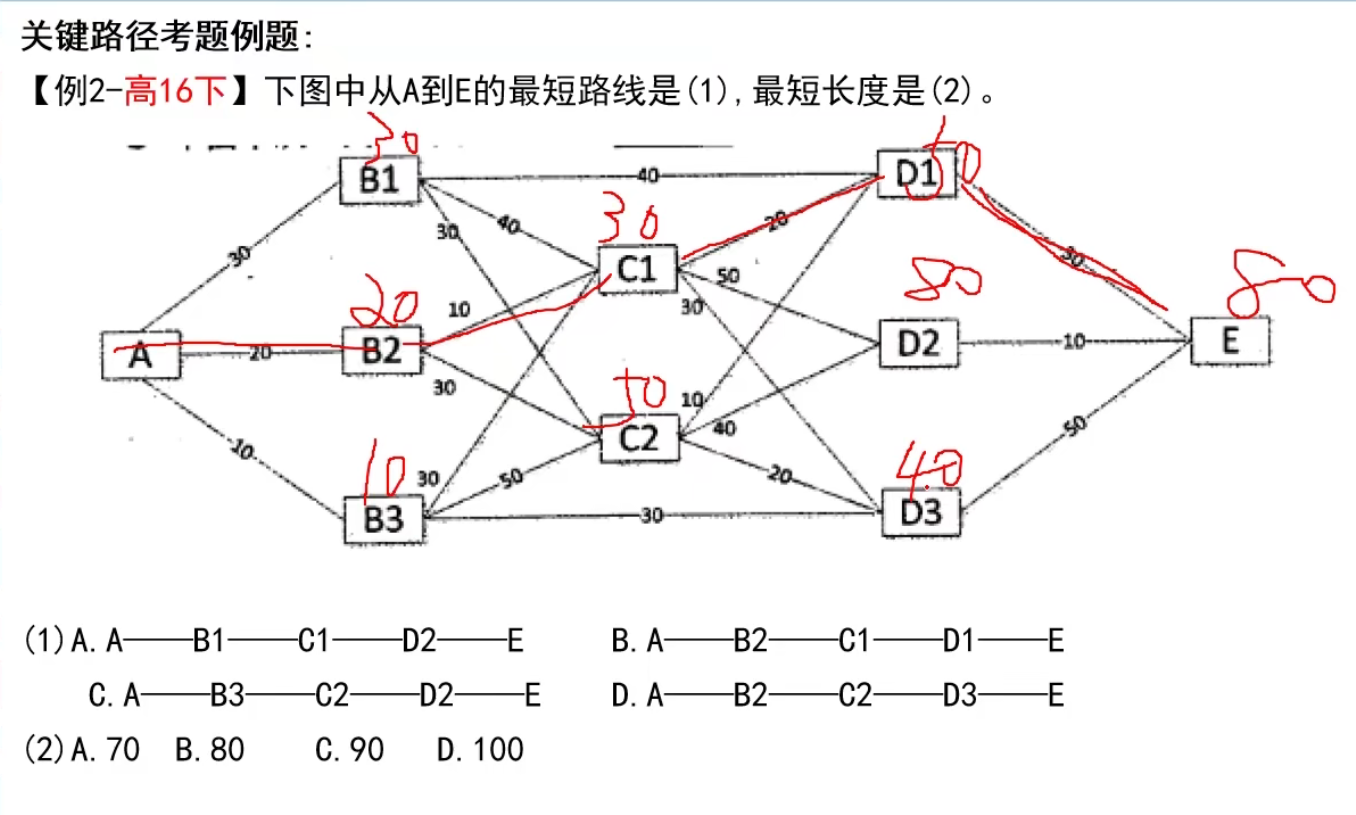 关键路径考题例题:
【例2-高16下】下图中从A到E的最短路线是(1),最短长度是(2)。
30 50
B1 40 D1
30 40 30 20 30
30 C1 50 30
20 10 80 80
A 20 B2 D2 10 E
30 50 10 40
10 C2 50
10 30 50 20 40
B3 30 D3
(1)A.A——B1——C1——D2——E B.A——B2——C1——D1——E
C.A——B3——C2——D2——E D.A——B2——C2——D3——E
(2)A.70 B.80 C.90 D.100